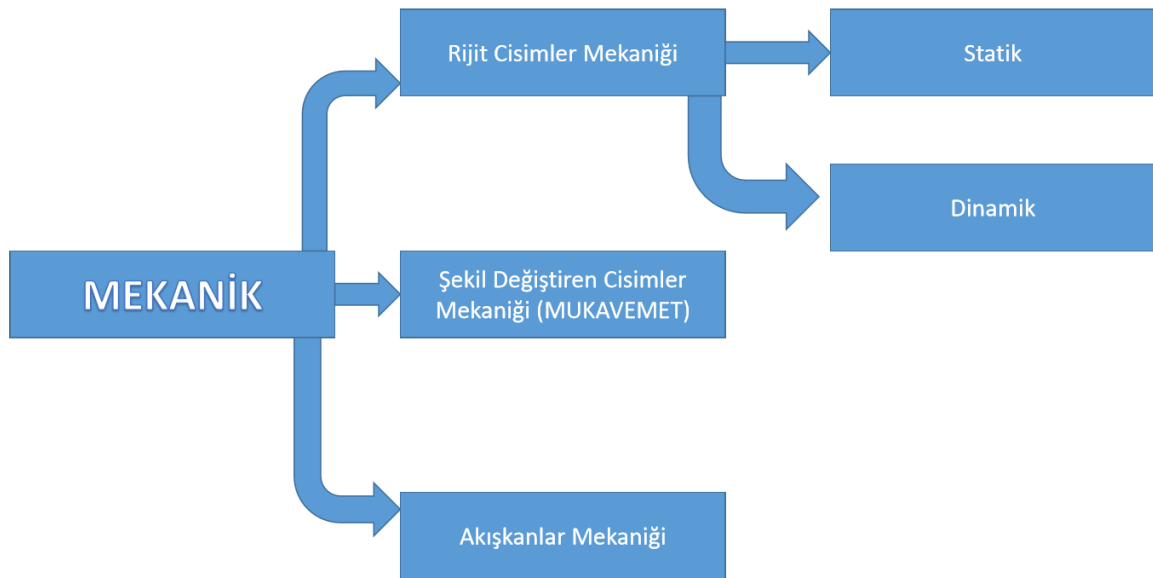 MEKANİK
Rijit Cisimler Mekaniği
Statik
Dinamik
Şekil Değiştiren Cisimler
Mekaniği (MUKAVEMET)
Akışkanlar Mekaniği